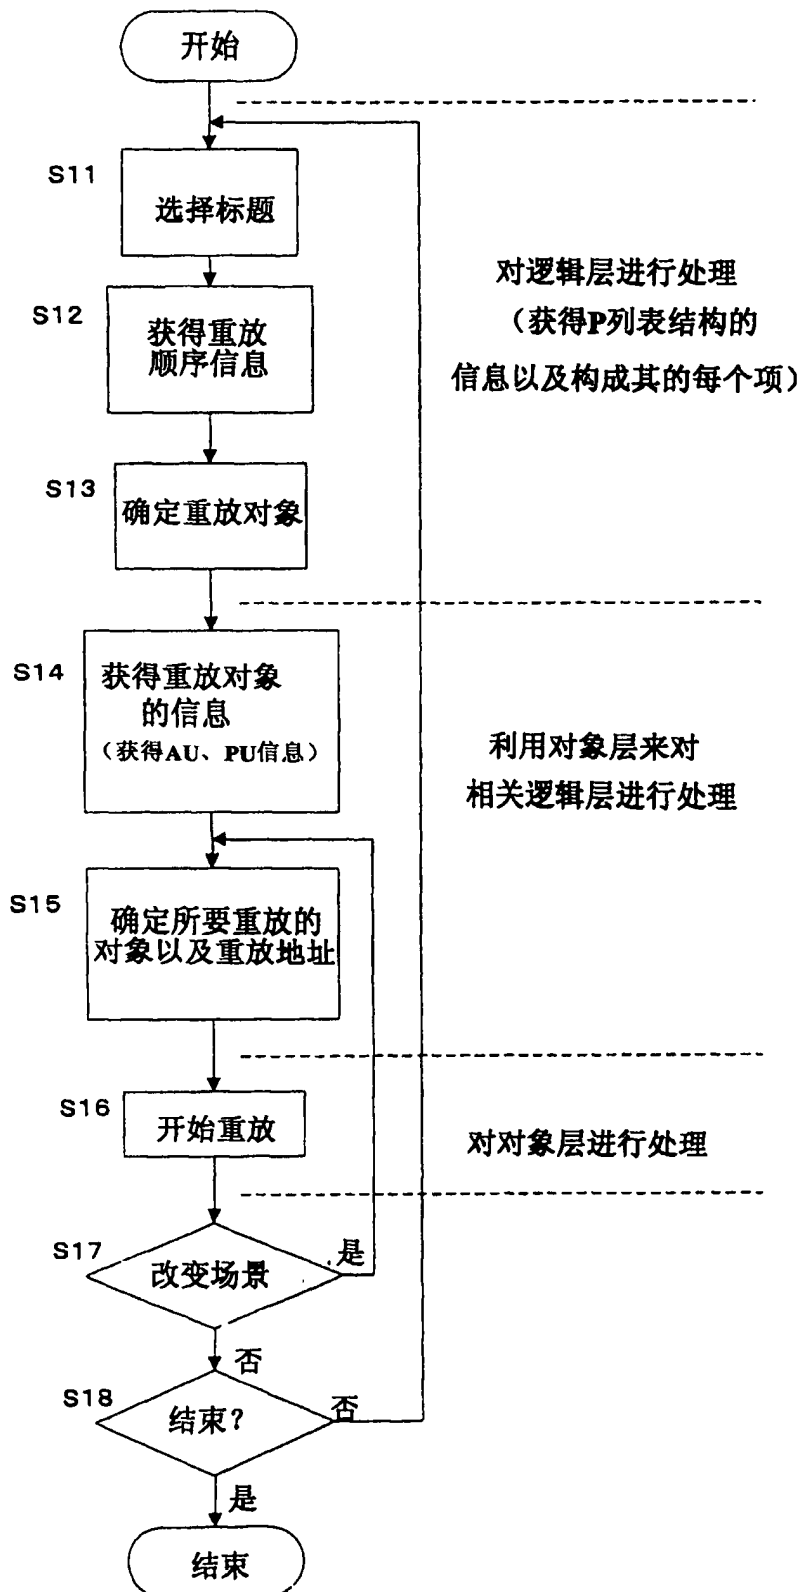 开始
S11
选择标题
S12
获得重放
顺序信息
对逻辑层进行处理
（获得P列表结构的
信息以及构成其的每个项）
S13
确定重放对象
S14
获得重放对象
的信息
（获得AU、PU信息）
利用对象层来对
相关逻辑层进行处理
S15
确定所要重放的
对象以及重放地址
S16
开始重放
对对象层进行处理
S17
改变场景
是
否
S18
结束?
否
是
结束